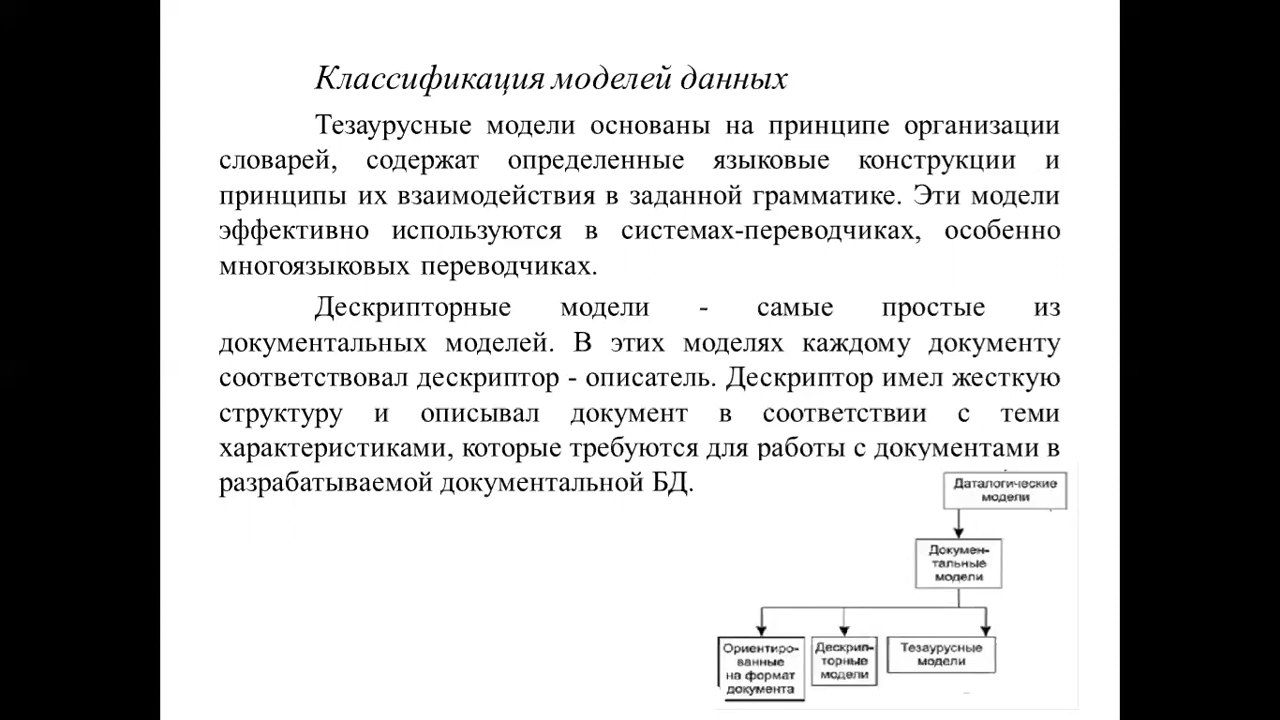 Классификация моделей данных
Тезаурусные модели основаны на принципе организации
словарей, содержат определенные языковые конструкции и
принципы их взаимодействия в заданной грамматике. Эти модели
эффективно используются в системах-переводчиках, особенно
многоязыковых переводчиках.
Дескрипторные модели - самые простые из
документальных моделей. В этих моделях каждому документу
соответствовал дескриптор - описатель. Дескриптор имел жесткую
структуру и описывал документ в соответствии с теми
характеристиками, которые требуются для работы с документами в
разрабатываемой документальной БД.
Даталогические
модели
Докумен-
тальные
модели
Ориентиро-
ванные
на формат
документа
Дескрип-
торные
модели
Тезаурусные
модели